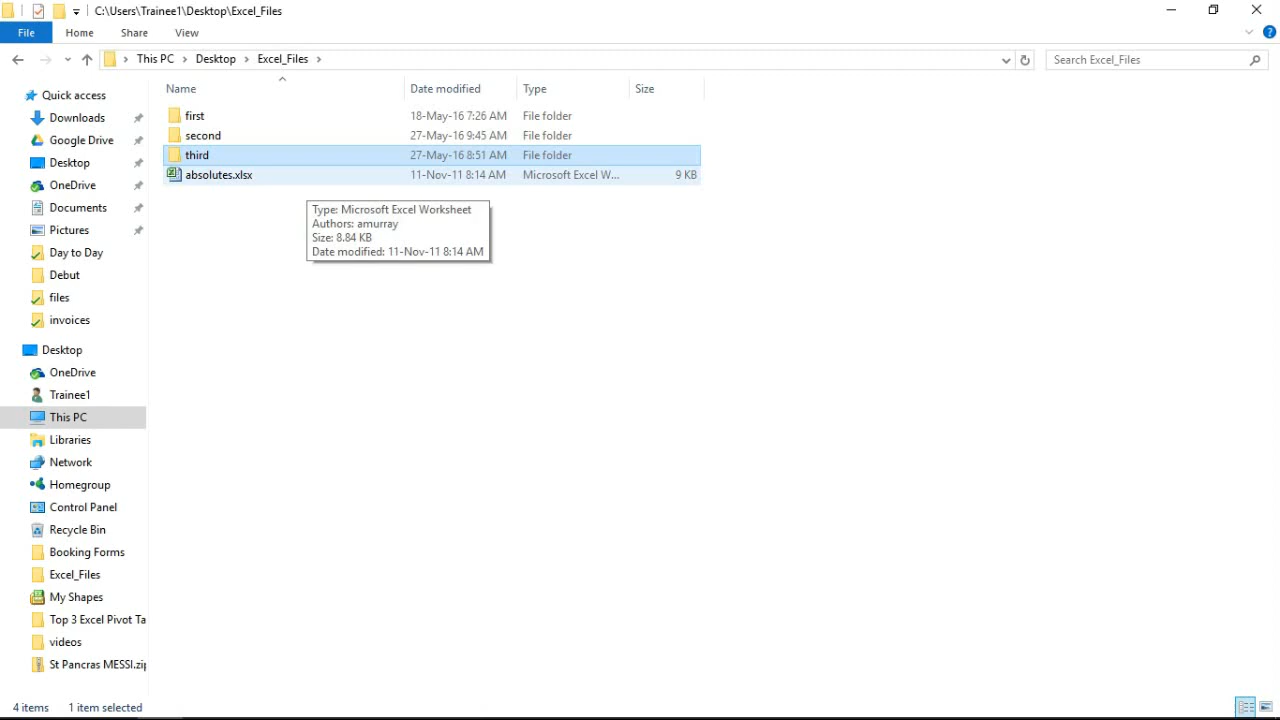 C:\Users\Trainee1\Desktop\Excel_Files
File Home Share View
This PC Desktop Excel_Files
Search Excel_Files
Name Date modified Type Size
first 18-May-16 7:26 AM File folder
second 27-May-16 9:45 AM File folder
third 27-May-16 8:51 AM File folder
absolutes.xlsx 11-Nov-11 8:14 AM Microsoft Excel W... 9 KB
Type: Microsoft Excel Worksheet
Authors: amurray
Size: 8.84 KB
Date modified: 11-Nov-11 8:14 AM
Quick access
Downloads
Google Drive
Desktop
OneDrive
Documents
Pictures
Day to Day
Debut
files
invoices
Desktop
OneDrive
Trainee1
This PC
Libraries
Network
Homegroup
Control Panel
Recycle Bin
Booking Forms
Excel_Files
My Shapes
Top 3 Excel Pivot Ta
videos
St Pancras MESSI.zip
4 items 1 item selected